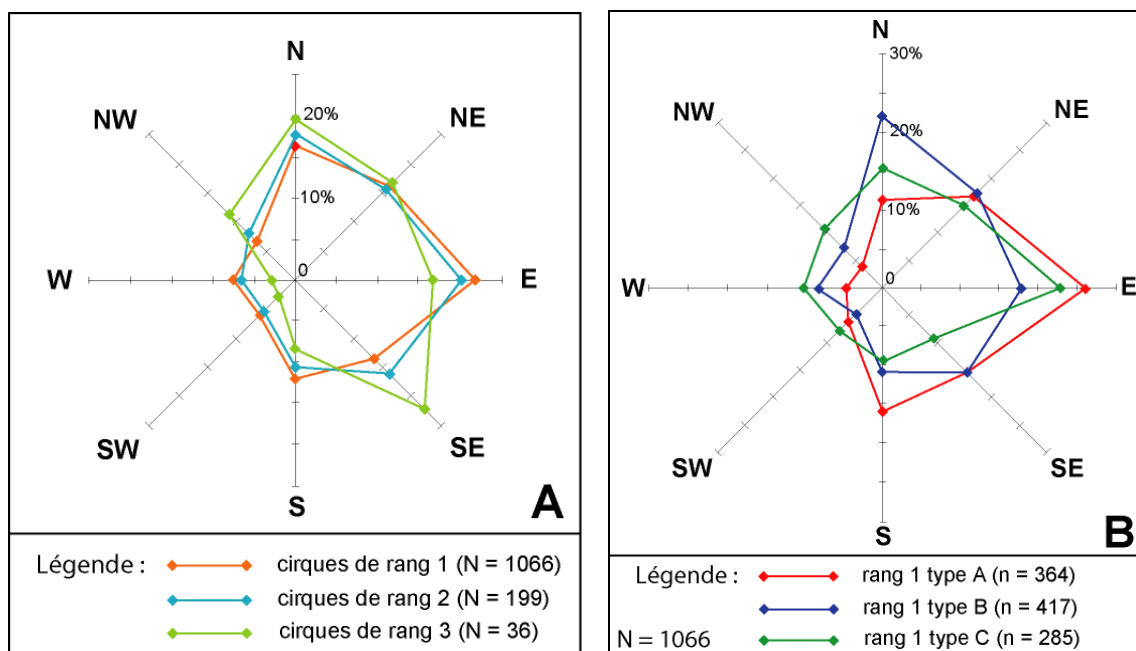 N
NW
NE
20%
10%
W
0
E
SW
SE
S
A
Légende :
cirques de rang 1 (N = 1066)
cirques de rang 2 (N = 199)
cirques de rang 3 (N = 36)
N
30%
NW
NE
20%
10%
W
0
E
SW
SE
S
B
Légende :
rang 1 type A (n = 364)
rang 1 type B (n = 417)
N = 1066 rang 1 type C (n = 285)